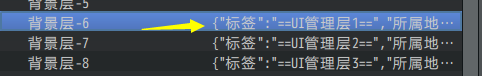 背景层-5
背景层-6 {"标签":"==UI管理层1==","所属地…
背景层-7 {"标签":"==UI管理层2==","所属地…
背景层-8 {"标签":"==UI管理层3==","所属地…